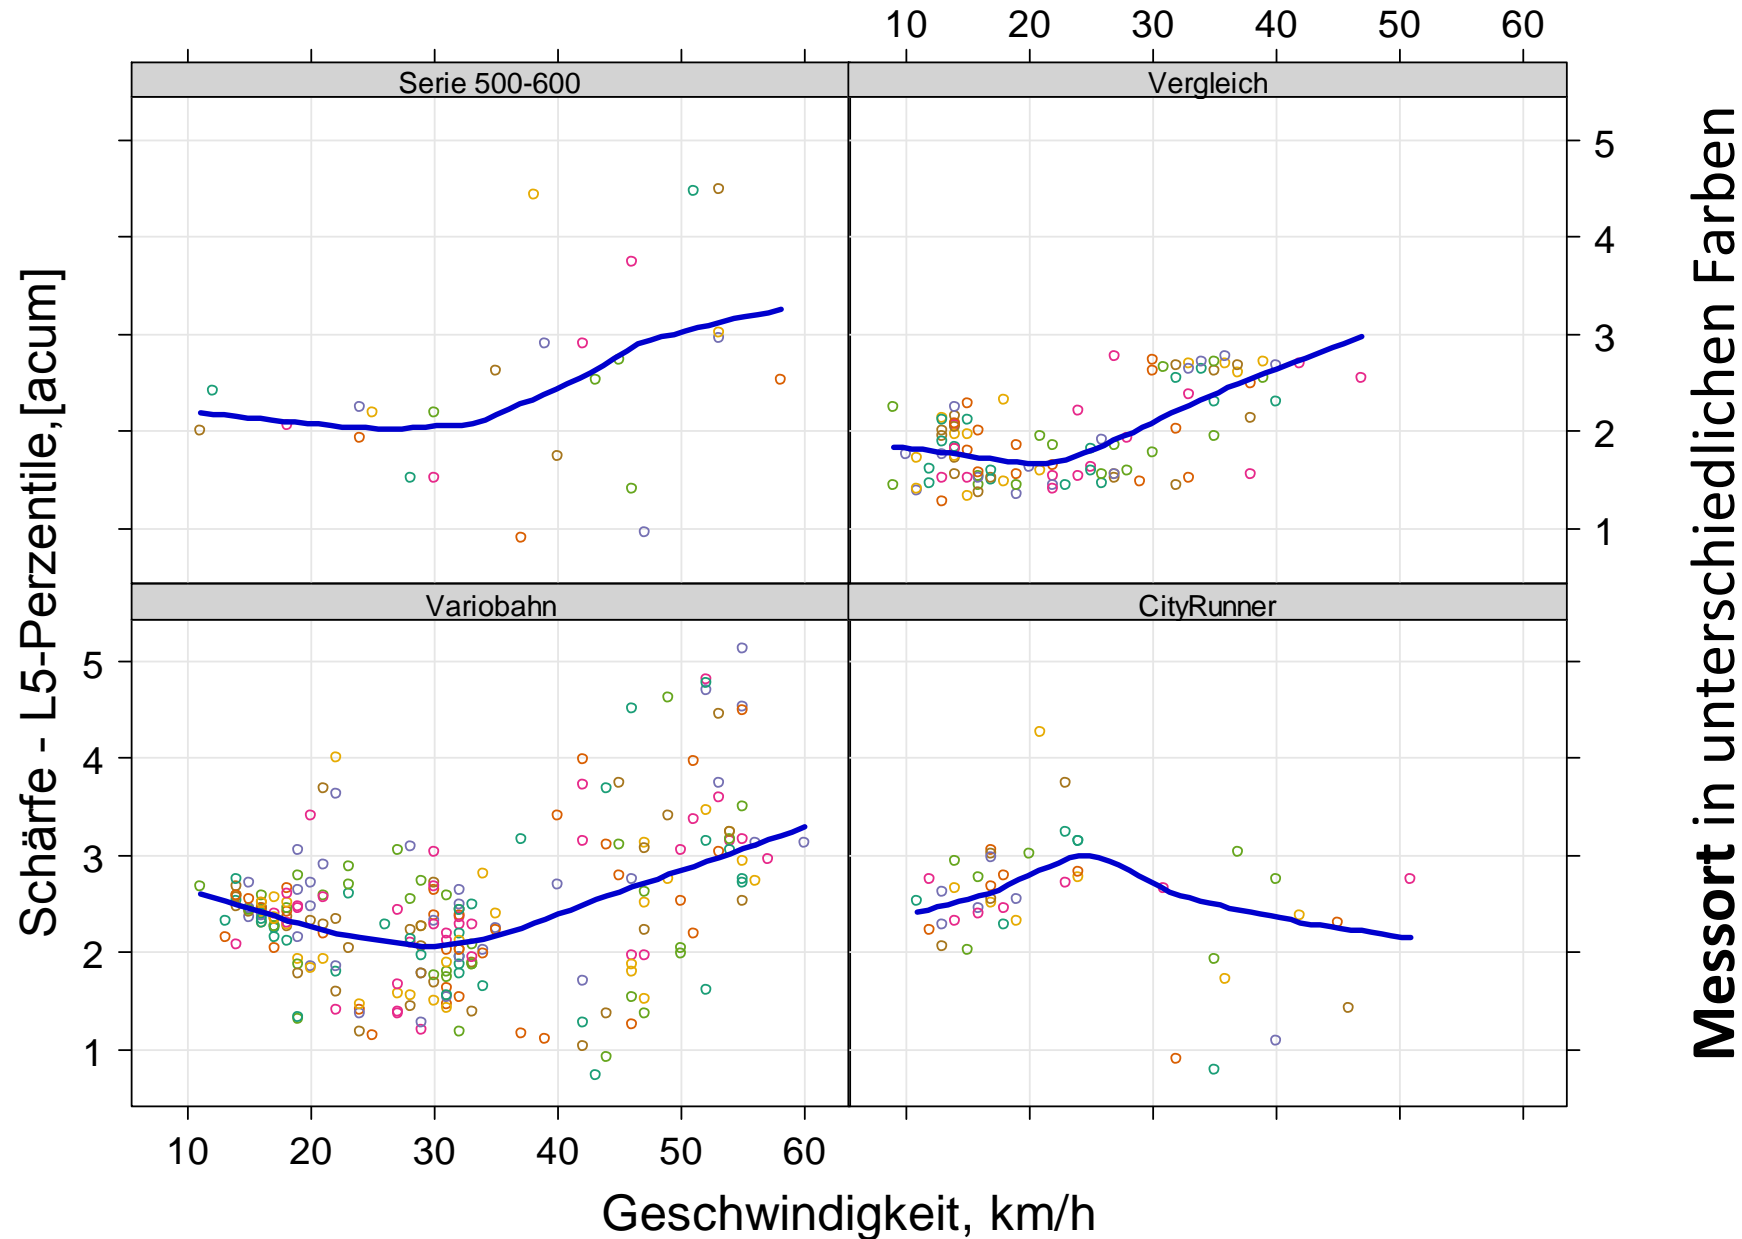 10 20 30 40 50 60
Serie 500-600
Vergleich
5
4
3
2
1
Variobahn
CityRunner
5
4
3
2
1
10 20 30 40 50 60
Geschwindigkeit, km/h
Schärfe - L5-Perzentile,[acum]
Messort in unterschiedlichen Farben